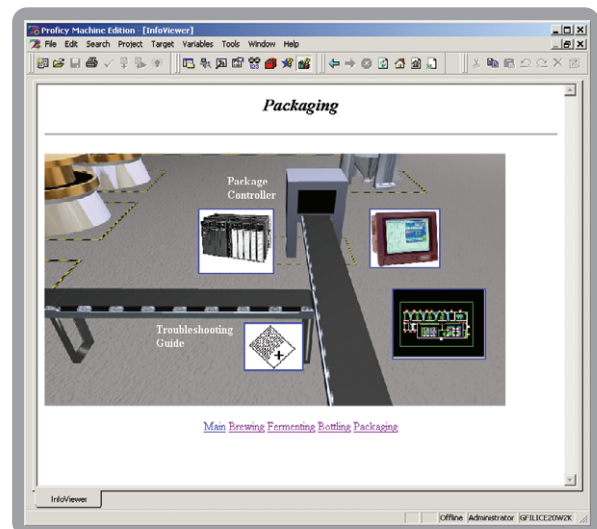 Proficy Machine Edition - [InfoViewer]
File Edit Search Project Target Variables Tools Window Help
Packaging
Package
Controller
Troubleshooting
Guide
Main Brewing Fermenting Bottling Packaging
InfoViewer
Offline Administrator GFILICE20W2K